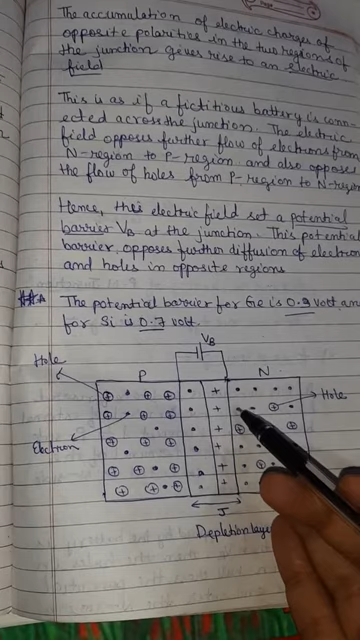 The accumulation of electric charges of
opposite polarities in the two regions of
the junction gives rise to an electric
field
This is as if a fictitious battery is conn-
ected across the junction. The electric
field opposes further flow of electrons from
N-region to P-region and also opposes
the flow of holes from P-region to N-region
Hence, this electric field set a potential
barrier VB at the junction. This potential
barrier, opposes further diffusion of electron
and holes in opposite regions
The potential barrier for Ge is 0.2 volt, an
for Si is 0.7 volt.
VB
Hole
P
N
Hole
Electron
J
Depletion layer